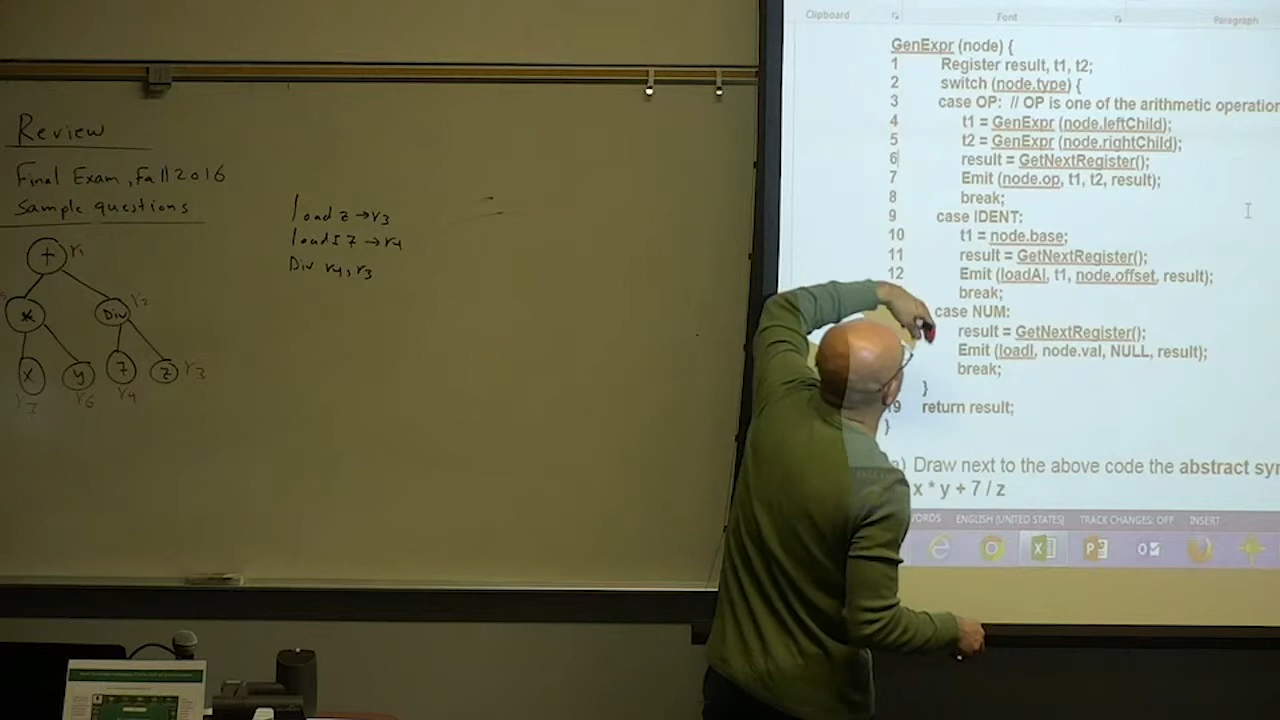 Review
Final Exam, Fall 2016
Sample questions
+ r1
* Div r2
x y 7 z r3
r7 r6 r4
load z → r3
Div r4, r3
Clipboard Font Paragraph
GenExpr (node) {
1 Register result, t1, t2;
2 switch (node.type) {
3 case OP: // OP is one of the arithmetic operation
4 t1 = GenExpr (node.leftChild);
5 t2 = GenExpr (node.rightChild);
6 result = GetNextRegister();
7 Emit (node.op, t1, t2, result);
8 break;
9 case IDENT:
10 t1 = node.base;
11 result = GetNextRegister();
12 Emit (loadAI, t1, node.offset, result);
break;
case NUM:
result = GetNextRegister();
Emit (loadI, node.val, NULL, result);
break;
}
19 return result;
}
) Draw next to the above code the abstract syn
x * y + 7 / z
ORDS ENGLISH (UNITED STATES) TRACK CHANGES: OFF INSERT